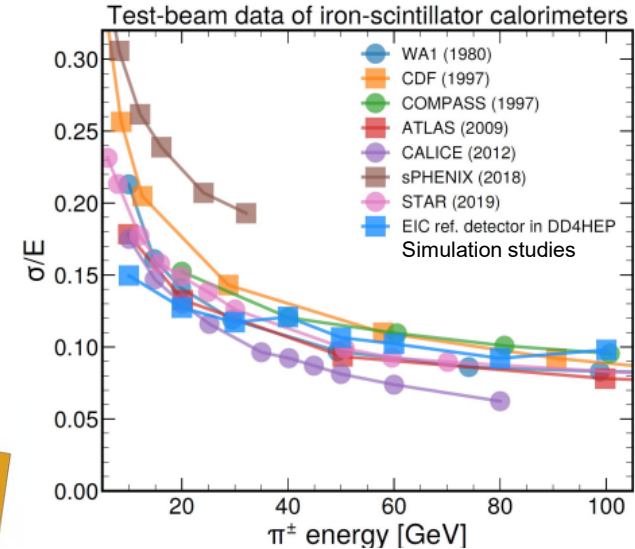 Test-beam data of iron-scintillator calorimeters
WA1 (1980)
CDF (1997)
COMPASS (1997)
ATLAS (2009)
CALICE (2012)
sPHENIX (2018)
STAR (2019)
EIC ref. detector in DD4HEP
Simulation studies
σ/E
0.30
0.25
0.20
0.15
0.10
0.05
0.00
20 40 60 80 100
π± energy [GeV]